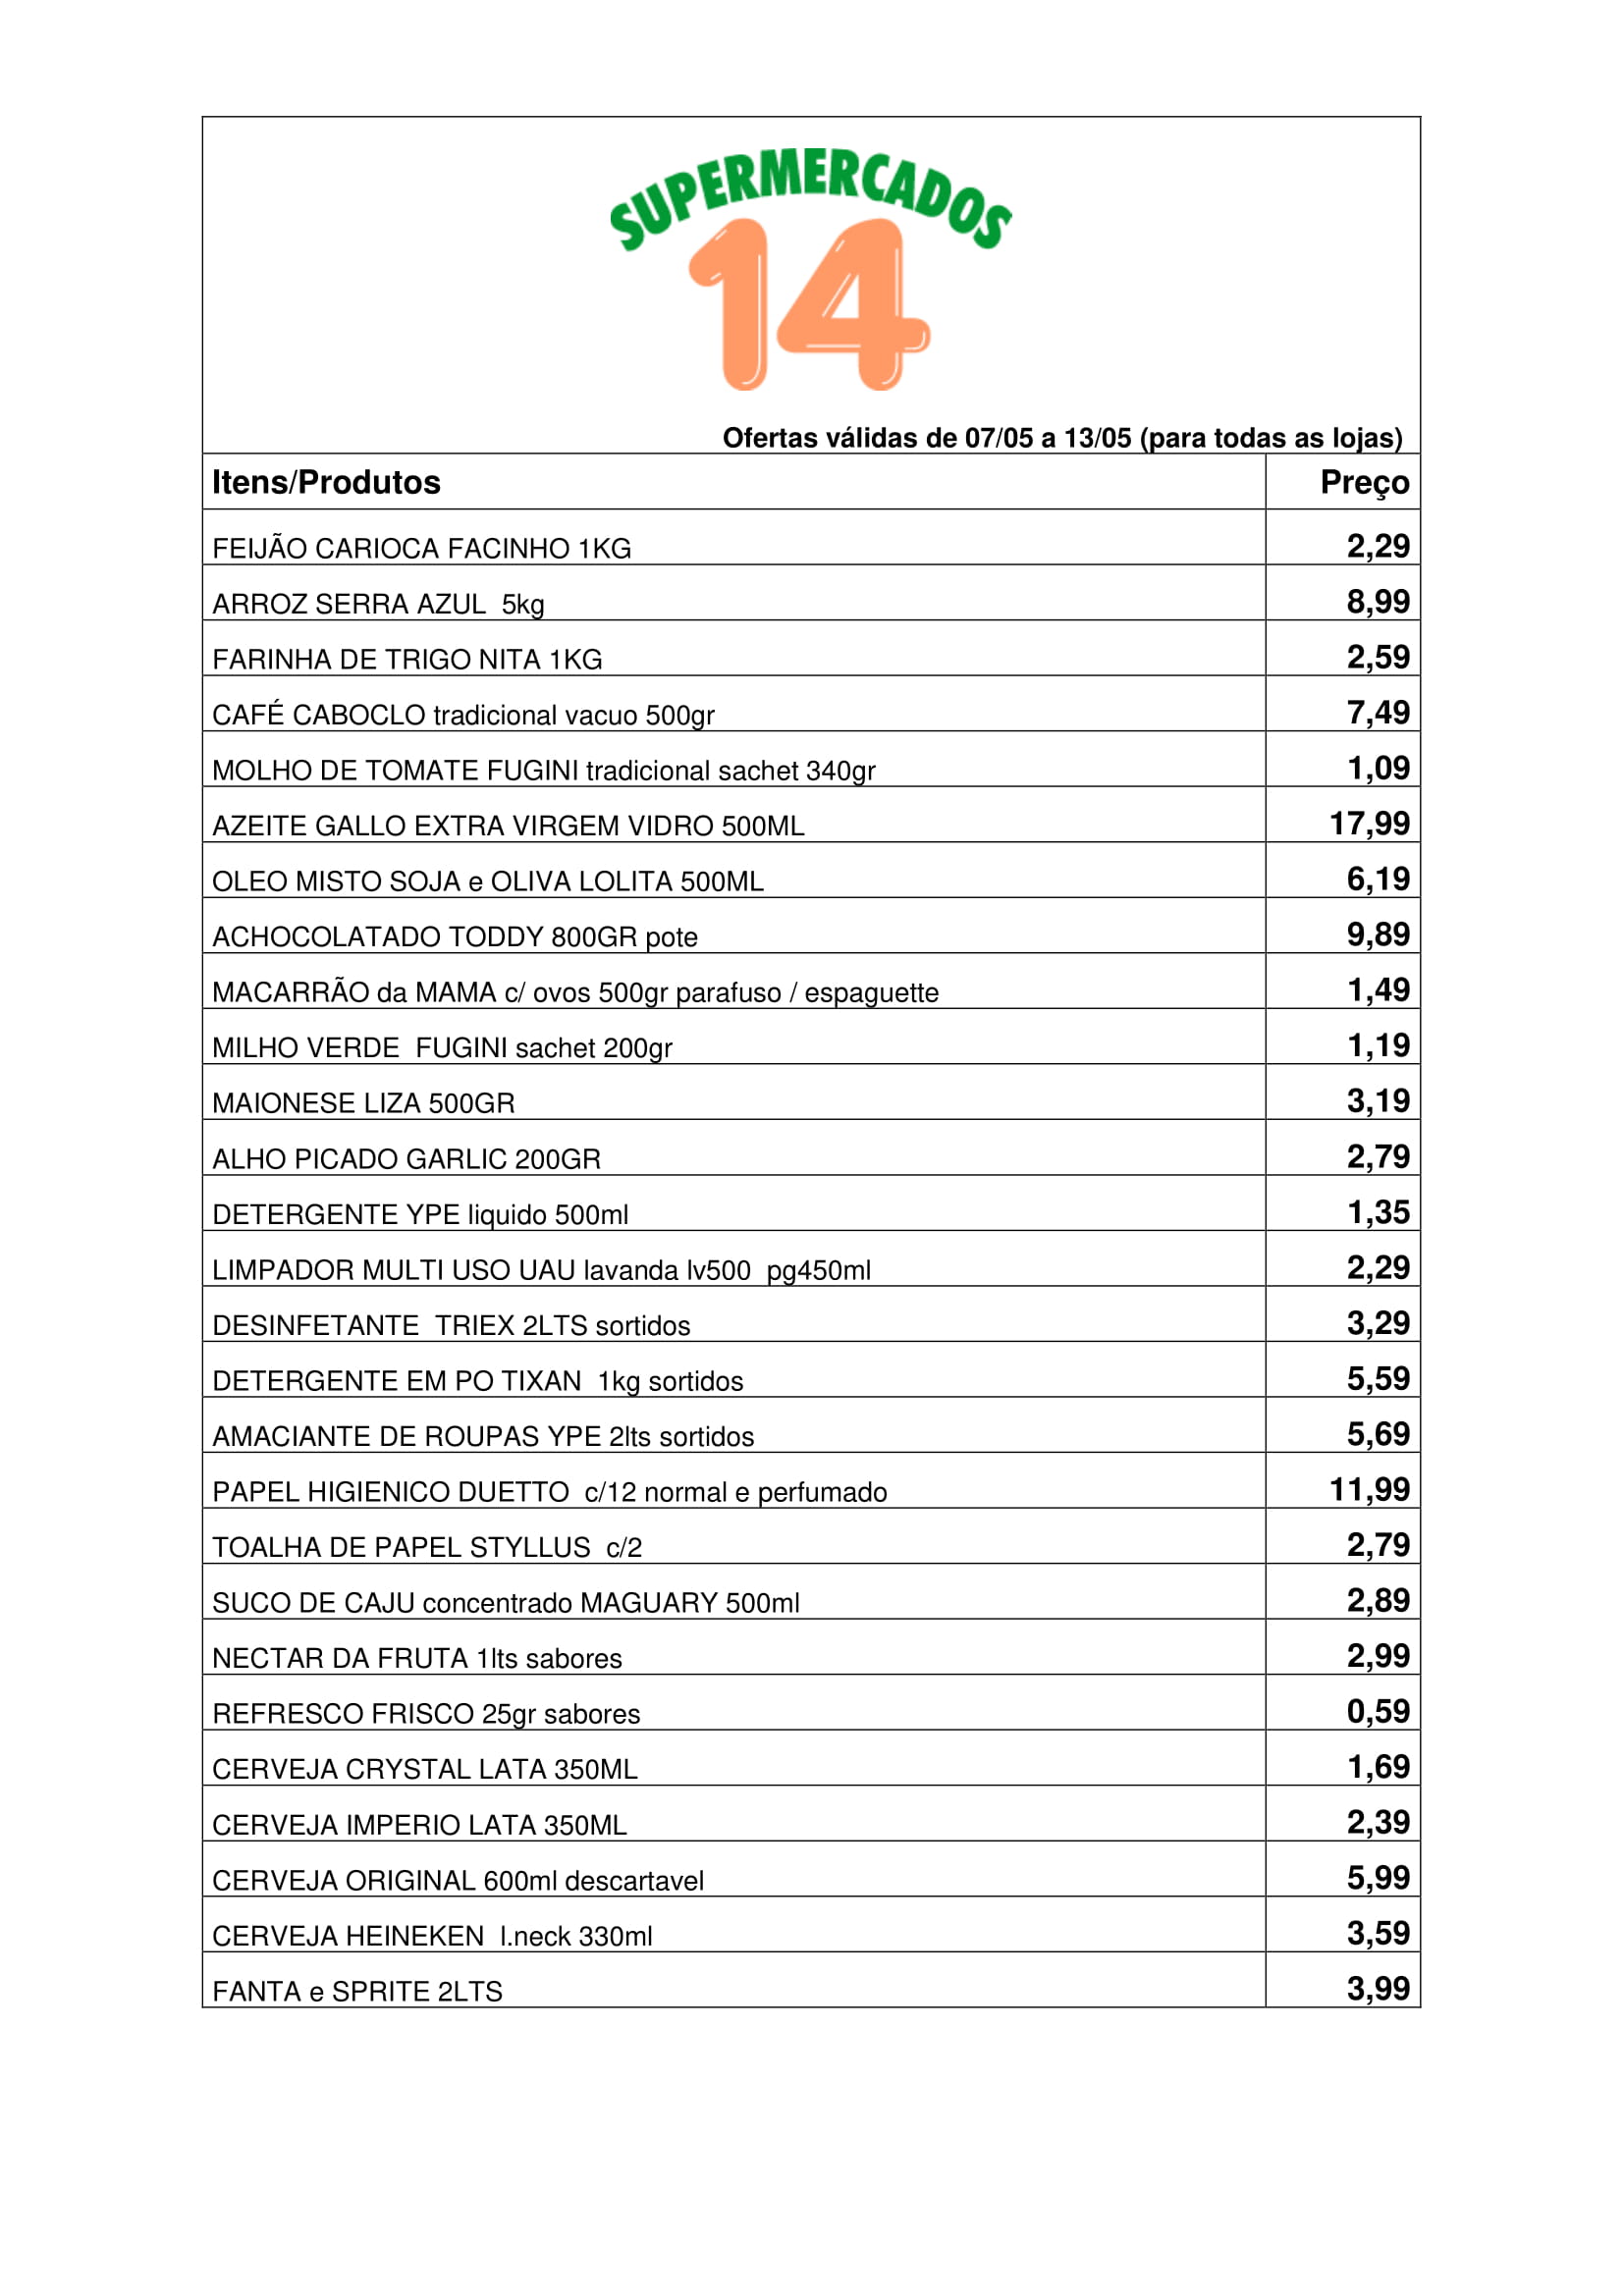 SUPERMERCADOS
14
Ofertas válidas de 07/05 a 13/05 (para todas as lojas)
Itens/Produtos Preço
FEIJÃO CARIOCA FACINHO 1KG 2,29
ARROZ SERRA AZUL  5kg 8,99
FARINHA DE TRIGO NITA 1KG 2,59
CAFÉ CABOCLO tradicional vacuo 500gr 7,49
MOLHO DE TOMATE FUGINI tradicional sachet 340gr 1,09
AZEITE GALLO EXTRA VIRGEM VIDRO 500ML 17,99
OLEO MISTO SOJA e OLIVA LOLITA 500ML 6,19
ACHOCOLATADO TODDY 800GR pote 9,89
MACARRÃO da MAMA c/ ovos 500gr parafuso / espaguette 1,49
MILHO VERDE  FUGINI sachet 200gr 1,19
MAIONESE LIZA 500GR 3,19
ALHO PICADO GARLIC 200GR 2,79
DETERGENTE YPE liquido 500ml 1,35
LIMPADOR MULTI USO UAU lavanda lv500  pg450ml 2,29
DESINFETANTE  TRIEX 2LTS sortidos 3,29
DETERGENTE EM PO TIXAN  1kg sortidos 5,59
AMACIANTE DE ROUPAS YPE 2lts sortidos 5,69
PAPEL HIGIENICO DUETTO  c/12 normal e perfumado 11,99
TOALHA DE PAPEL STYLLUS  c/2 2,79
SUCO DE CAJU concentrado MAGUARY 500ml 2,89
NECTAR DA FRUTA 1lts sabores 2,99
REFRESCO FRISCO 25gr sabores 0,59
CERVEJA CRYSTAL LATA 350ML 1,69
CERVEJA IMPERIO LATA 350ML 2,39
CERVEJA ORIGINAL 600ml descartavel 5,99
CERVEJA HEINEKEN  l.neck 330ml 3,59
FANTA e SPRITE 2LTS 3,99